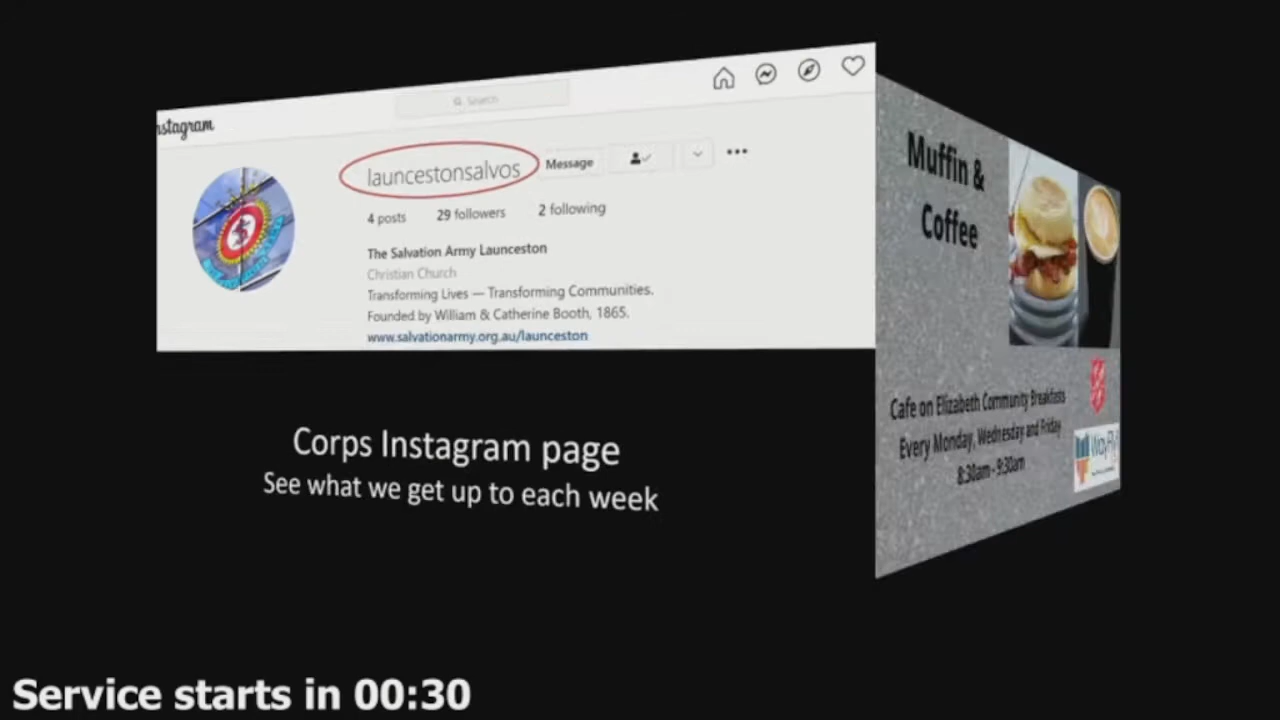 nstagram
Search
launcestonsalvos
Message
4 posts 29 followers 2 following
The Salvation Army Launceston
Christian Church
Transforming Lives — Transforming Communities.
Founded by William & Catherine Booth, 1865.
www.salvationarmy.org.au/launceston
Corps Instagram page
See what we get up to each week
Muffin &
Coffee
Cafe on Elizabeth Community Breakfasts
Every Monday, Wednesday and Friday
8:30am - 9:30am
Service starts in 00:30